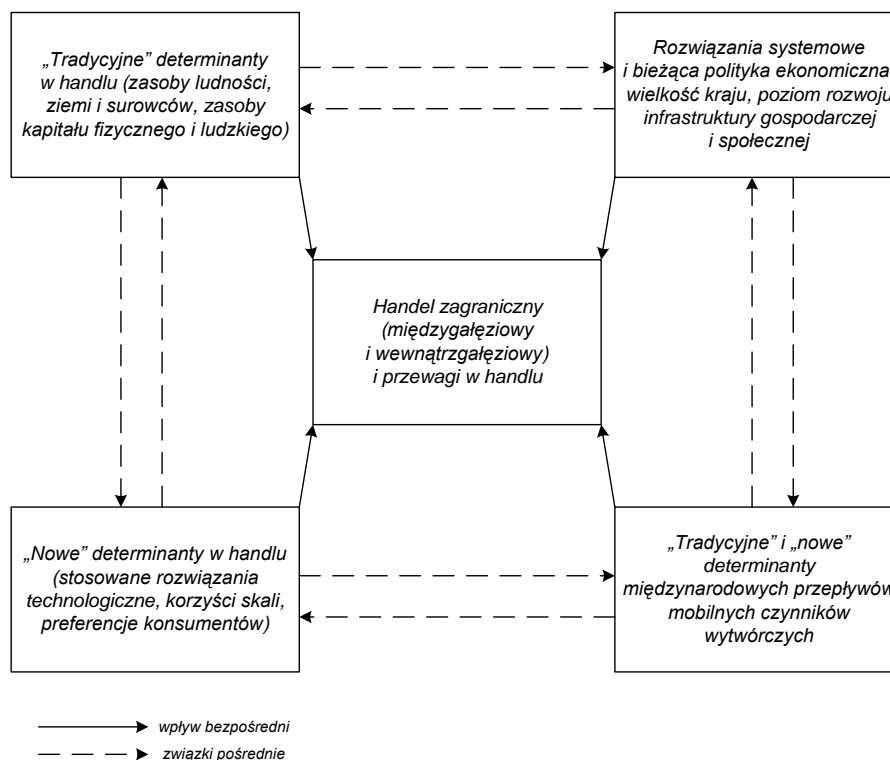 „Tradycyjne” determinanty
w handlu (zasoby ludności,
ziemi i surowców, zasoby
kapitału fizycznego i ludzkiego)
Rozwiązania systemowe
i bieżąca polityka ekonomiczna
wielkość kraju, poziom rozwoju
infrastruktury gospodarczej
i społecznej
Handel zagraniczny
(międzygałęziowy
i wewnątrzgałęziowy)
i przewagi w handlu
„Nowe” determinanty w handlu
(stosowane rozwiązania
technologiczne, korzyści skali,
preferencje konsumentów)
„Tradycyjne” i „nowe”
determinanty
międzynarodowych przepływów
mobilnych czynników
wytwórczych
wpływ bezpośredni
związki pośrednie